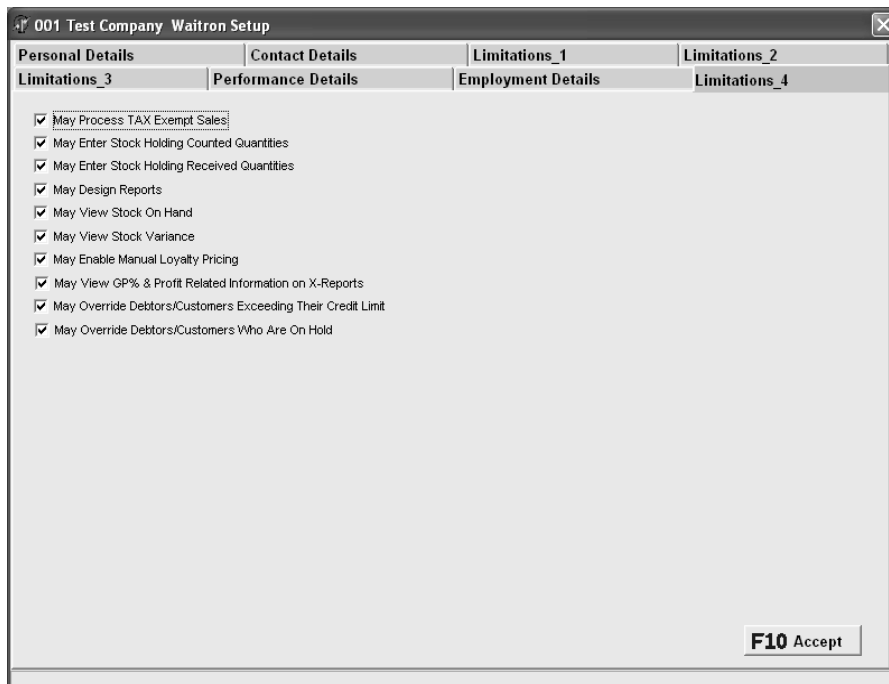 001 Test Company Waitron Setup
Personal Details Contact Details Limitations_1 Limitations_2
Limitations_3 Performance Details Employment Details Limitations_4
May Process TAX Exempt Sales
May Enter Stock Holding Counted Quantities
May Enter Stock Holding Received Quantities
May Design Reports
May View Stock On Hand
May View Stock Variance
May Enable Manual Loyalty Pricing
May View GP% & Profit Related Information on X-Reports
May Override Debtors/Customers Exceeding Their Credit Limit
May Override Debtors/Customers Who Are On Hold
F10 Accept